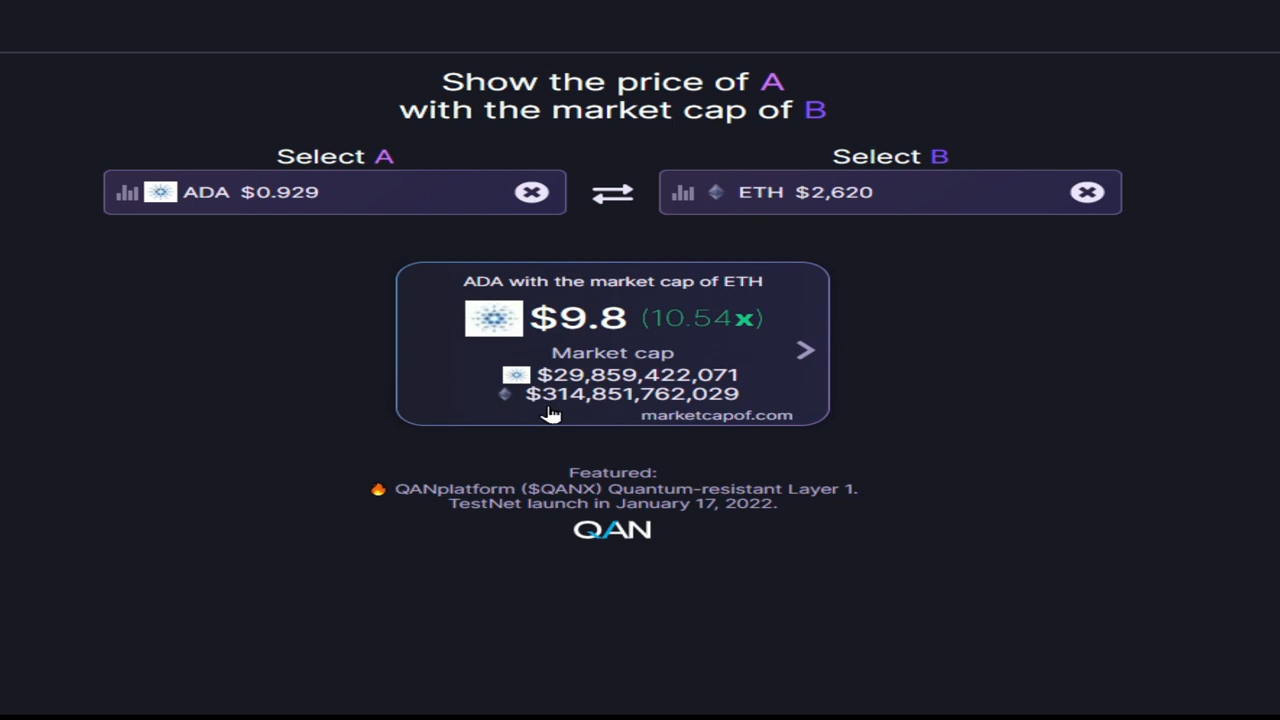 Show the price of A
with the market cap of B
Select A
Select B
ADA $0.929
ETH $2,620
ADA with the market cap of ETH
$9.8 (10.54x)
Market cap
$29,859,422,071
$314,851,762,029
marketcapof.com
Featured:
QANplatform ($QANX) Quantum-resistant Layer 1.
TestNet launch in January 17, 2022.
QAN